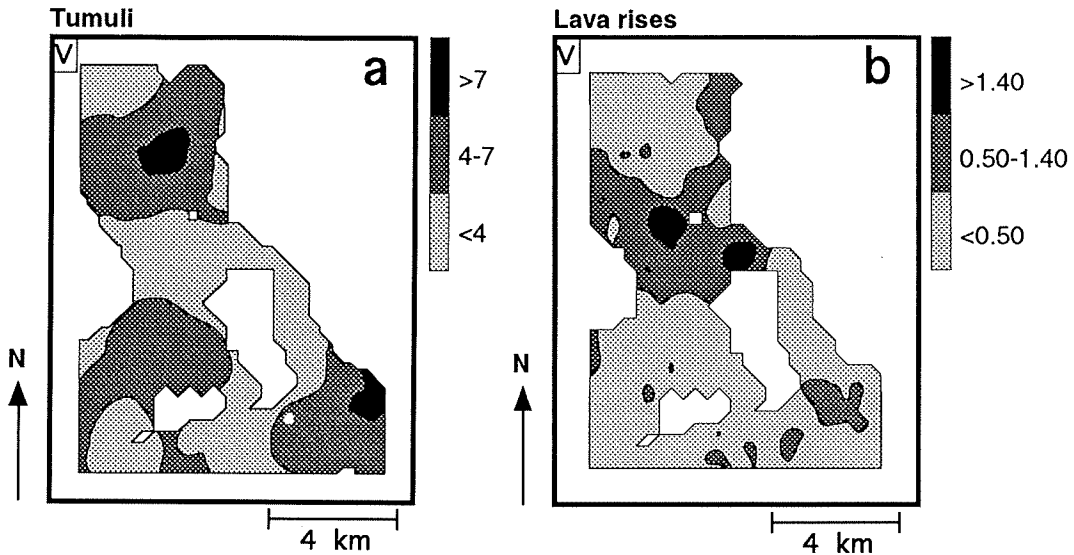 Tumuli
V
a
>7
4-7
<4
N
4 km
Lava rises
V
b
>1.40
0.50-1.40
<0.50
N
4 km